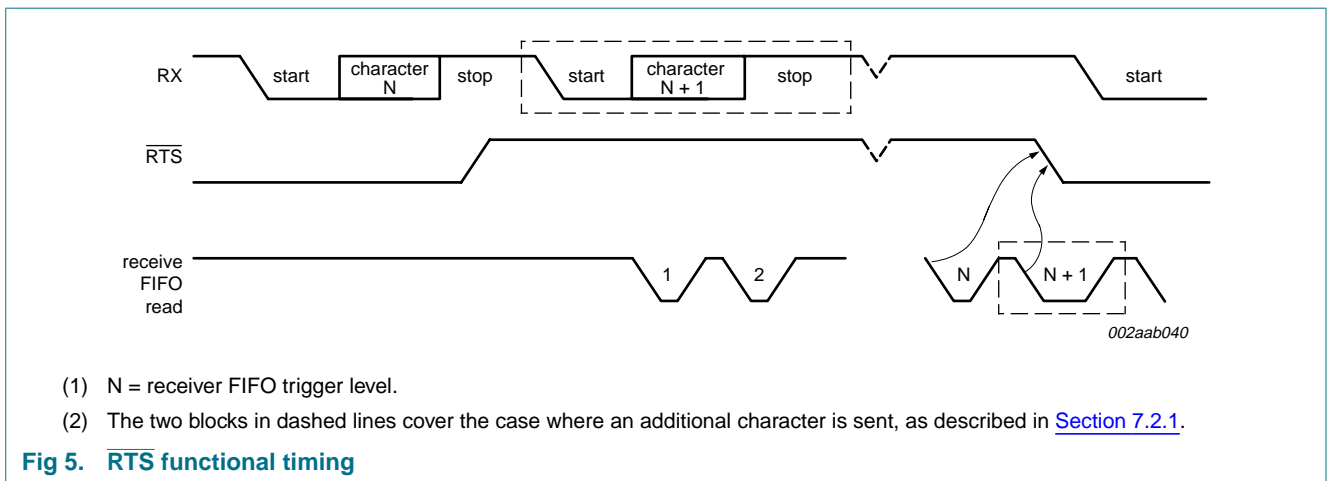 RX
start
character
N
stop
start
character
N + 1
stop
start
RTS
receive
FIFO
read
1
2
N
N + 1
002aab040
(1) N = receiver FIFO trigger level.
(2) The two blocks in dashed lines cover the case where an additional character is sent, as described in Section 7.2.1.
Fig 5. RTS functional timing